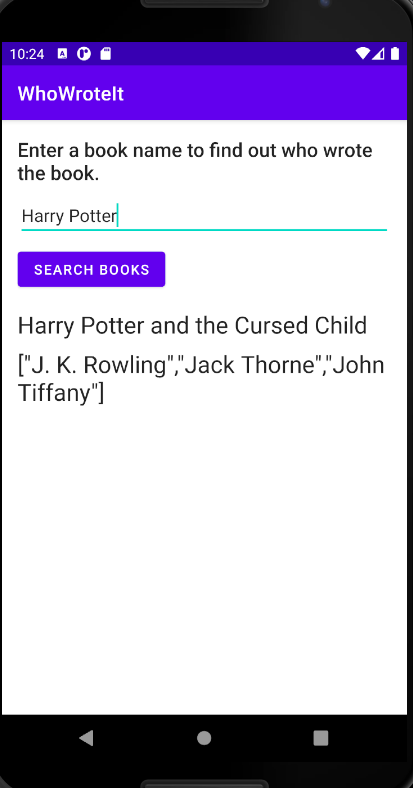 10:24
WhoWroteIt
Enter a book name to find out who wrote
the book.
Harry Potter
SEARCH BOOKS
Harry Potter and the Cursed Child
["J. K. Rowling","Jack Thorne","John
Tiffany"]